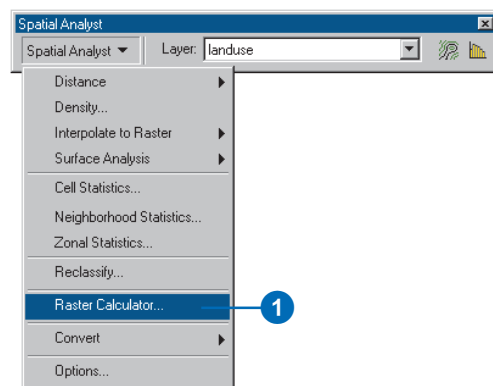 Spatial Analyst
Spatial Analyst Layer: landuse
Distance
Density...
Interpolate to Raster
Surface Analysis
Cell Statistics...
Neighborhood Statistics...
Zonal Statistics...
Reclassify...
Raster Calculator... 1
Convert
Options...